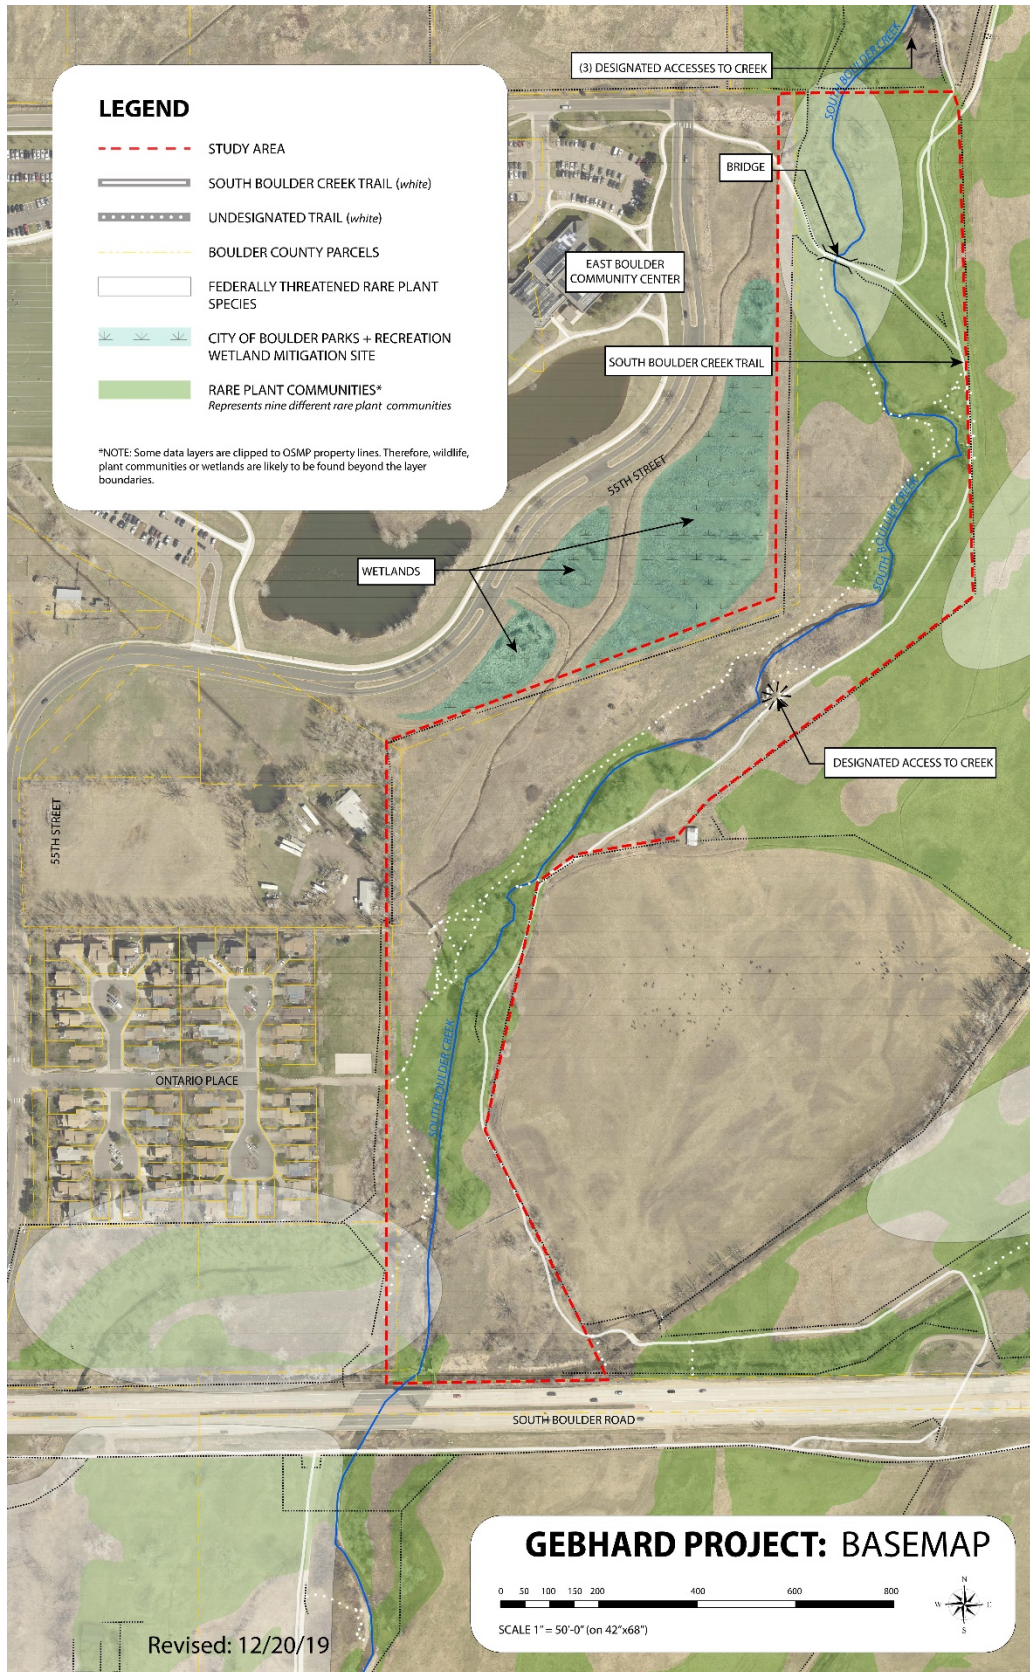 (3) DESIGNATED ACCESSES TO CREEK
SOUTH BOULDER CREEK
LEGEND
STUDY AREA
SOUTH BOULDER CREEK TRAIL (white)
UNDESIGNATED TRAIL (white)
BOULDER COUNTY PARCELS
FEDERALLY THREATENED RARE PLANT
SPECIES
CITY OF BOULDER PARKS + RECREATION
WETLAND MITIGATION SITE
RARE PLANT COMMUNITIES*
Represents nine different rare plant communities
*NOTE: Some data layers are clipped to OSMP property lines. Therefore, wildlife,
plant communities or wetlands are likely to be found beyond the layer
boundaries.
BRIDGE
EAST BOULDER
COMMUNITY CENTER
SOUTH BOULDER CREEK TRAIL
55TH STREET
SOUTH BOULDER CREEK
WETLANDS
DESIGNATED ACCESS TO CREEK
55TH STREET
SOUTH BOULDER CREEK
ONTARIO PLACE
SOUTH BOULDER ROAD
GEBHARD PROJECT: BASEMAP
0 50 100 150 200 400 600 800
SCALE 1" = 50'-0" (on 42"x68")
N
W E
S
Revised: 12/20/19